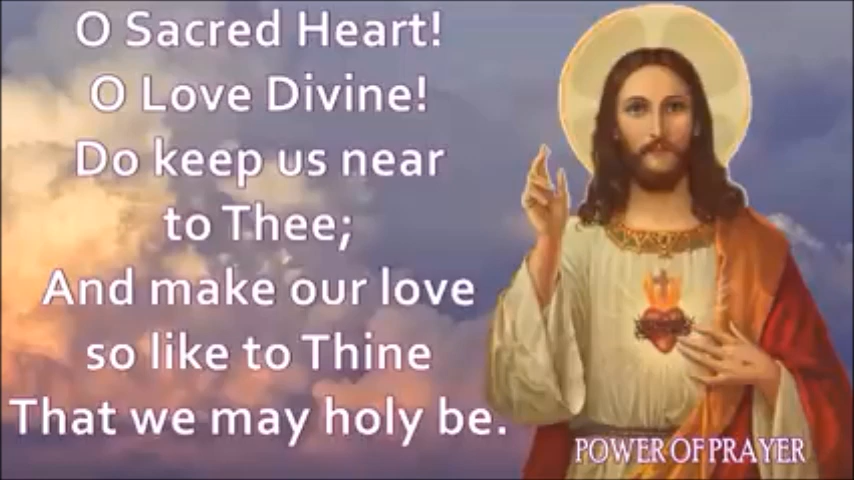 O Sacred Heart!
O Love Divine!
Do keep us near
to Thee;
And make our love
so like to Thine
That we may holy be.
POWER OF PRAYER